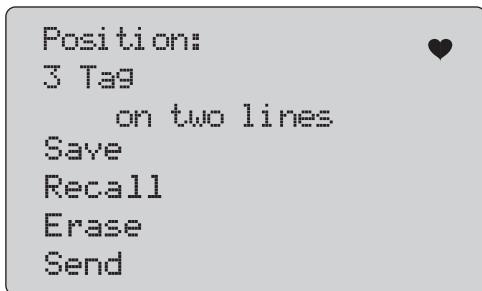 Position:
3 Tag
on two lines
Save
Recall
Erase
Send